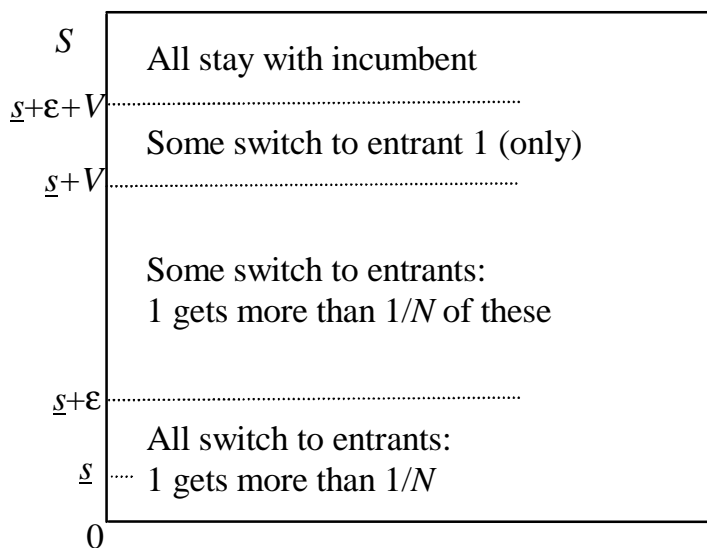 S
All stay with incumbent
s+ε+V
Some switch to entrant 1 (only)
s+V
Some switch to entrants:
1 gets more than 1/N of these
s+ε
All switch to entrants:
s
1 gets more than 1/N
0